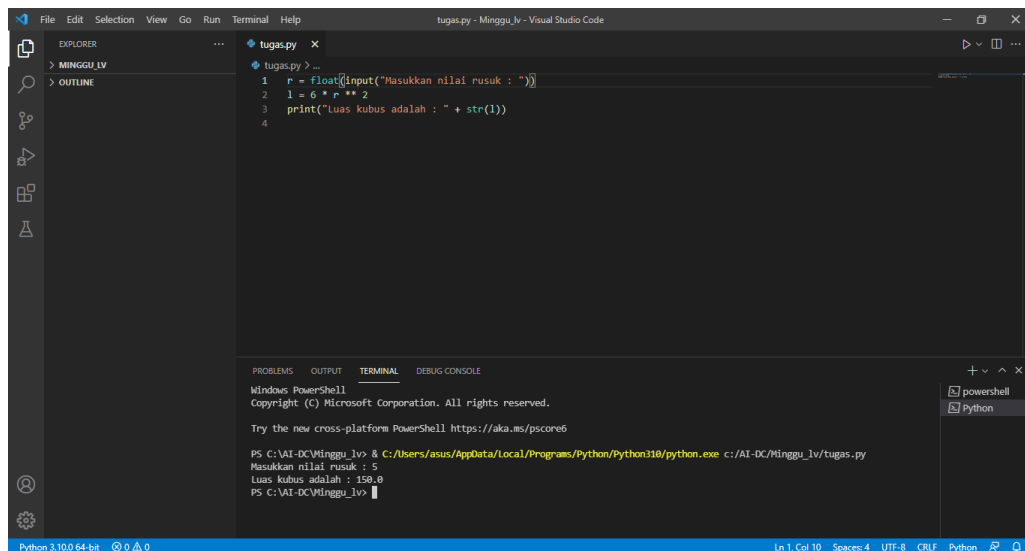 File Edit Selection View Go Run Terminal Help
tugas.py - Minggu_lv - Visual Studio Code
EXPLORER
MINGGU_LV
OUTLINE
tugas.py
tugas.py > ...
1 r = float(input("Masukkan nilai rusuk : "))
2 l = 6 * r ** 2
3 print("Luas kubus adalah : " + str(l))
4
PROBLEMS OUTPUT TERMINAL DEBUG CONSOLE
Windows PowerShell
Copyright (C) Microsoft Corporation. All rights reserved.
Try the new cross-platform PowerShell https://aka.ms/pscore6
PS C:\AI-DC\Minggu_lv> & C:/Users/asus/AppData/Local/Programs/Python/Python310/python.exe c:/AI-DC/Minggu_lv/tugas.py
Masukkan nilai rusuk : 5
Luas kubus adalah : 150.0
PS C:\AI-DC\Minggu_lv>
powershell
Python
Python 3.10.0 64-bit 0 0
Ln 1, Col 10 Spaces: 4 UTF-8 CRLF Python